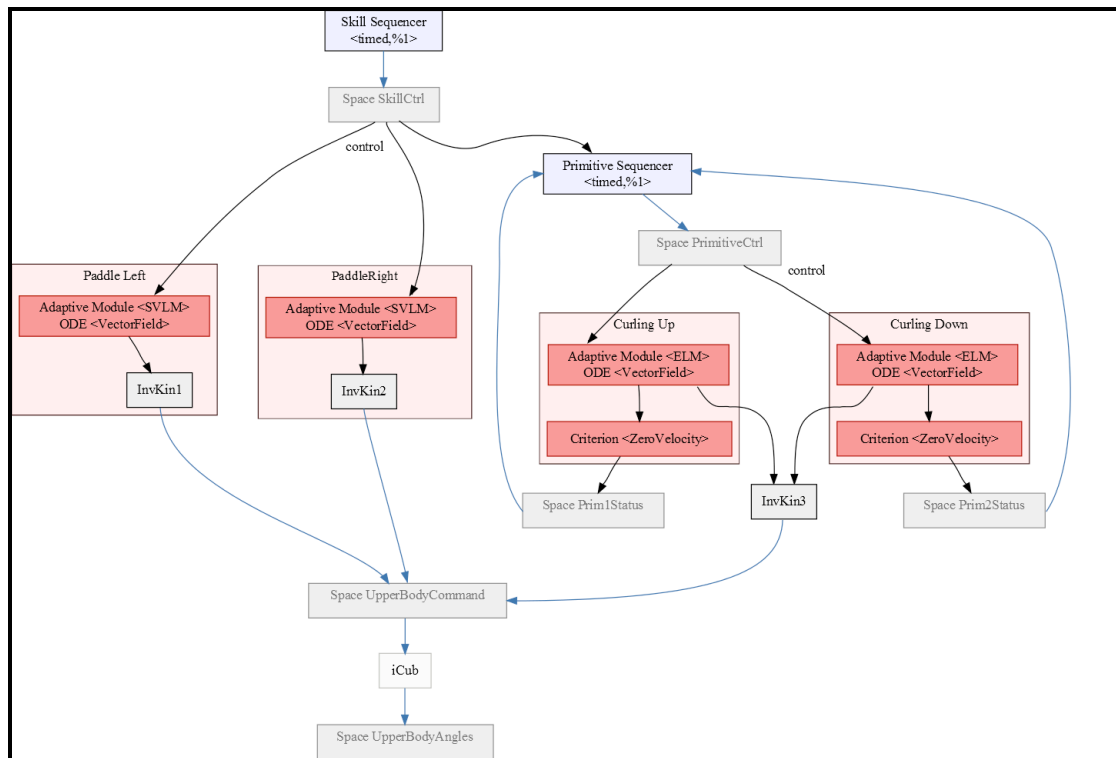 Skill Sequencer
<timed,%1>
Space SkillCtrl
control
Primitive Sequencer
<timed,%1>
Space PrimitiveCtrl
control
Paddle Left
Adaptive Module <SVLM>
ODE <VectorField>
InvKin1
PaddleRight
Adaptive Module <SVLM>
ODE <VectorField>
InvKin2
Curling Up
Adaptive Module <ELM>
ODE <VectorField>
Criterion <ZeroVelocity>
Curling Down
Adaptive Module <ELM>
ODE <VectorField>
Criterion <ZeroVelocity>
Space Prim1Status
InvKin3
Space Prim2Status
Space UpperBodyCommand
iCub
Space UpperBodyAngles